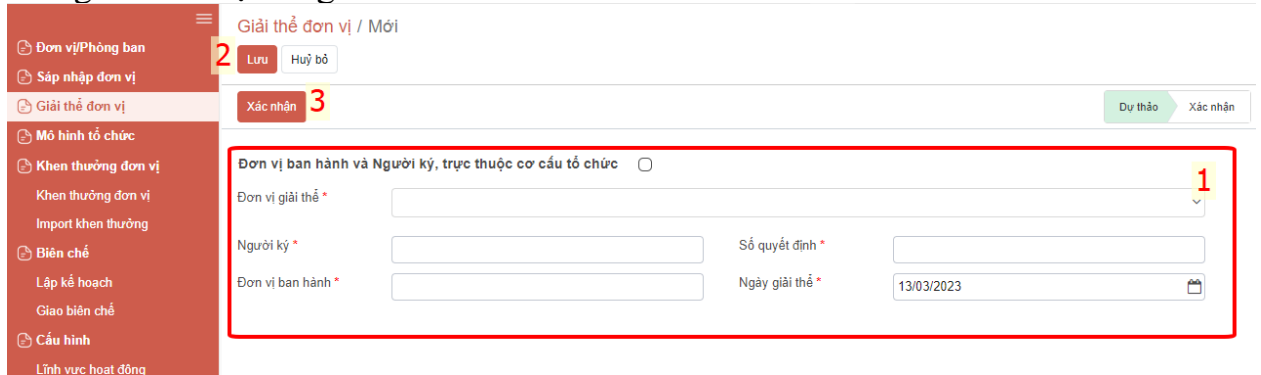 Giải thể đơn vị / Mới
Đơn vị/Phòng ban
2 Lưu Huỷ bỏ
Sáp nhập đơn vị
Giải thể đơn vị
Xác nhận 3 Dự thảo Xác nhận
Mô hình tổ chức
Khen thưởng đơn vị
Khen thưởng đơn vị
Import khen thưởng
Biên chế
Lập kế hoạch
Giao biên chế
Cấu hình
Lĩnh vực hoạt động
Đơn vị ban hành và Người ký, trực thuộc cơ cấu tổ chức
1
Đơn vị giải thể *
Người ký * Số quyết định *
Đơn vị ban hành * Ngày giải thể * 13/03/2023